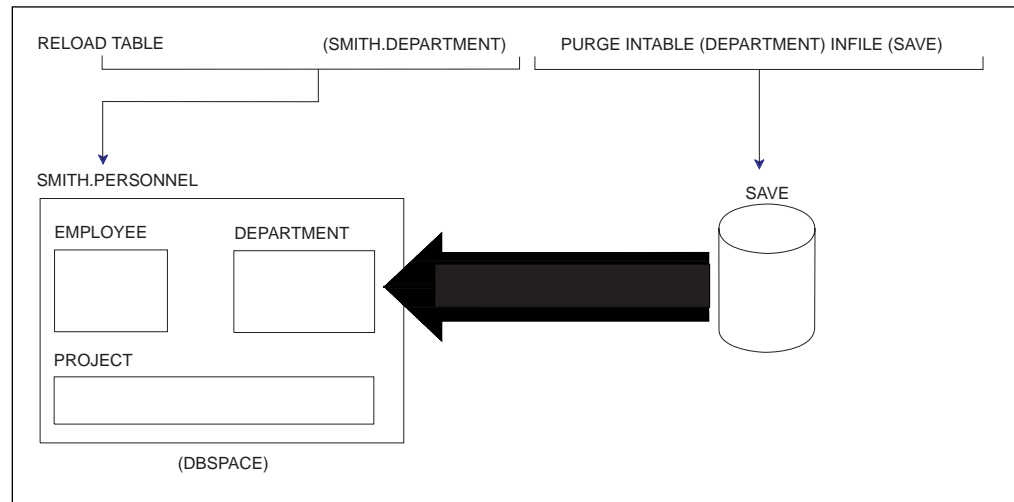 RELOAD TABLE (SMITH.DEPARTMENT) PURGE INTABLE (DEPARTMENT) INFILE (SAVE)
SMITH.PERSONNEL
SAVE
EMPLOYEE DEPARTMENT
PROJECT
(DBSPACE)